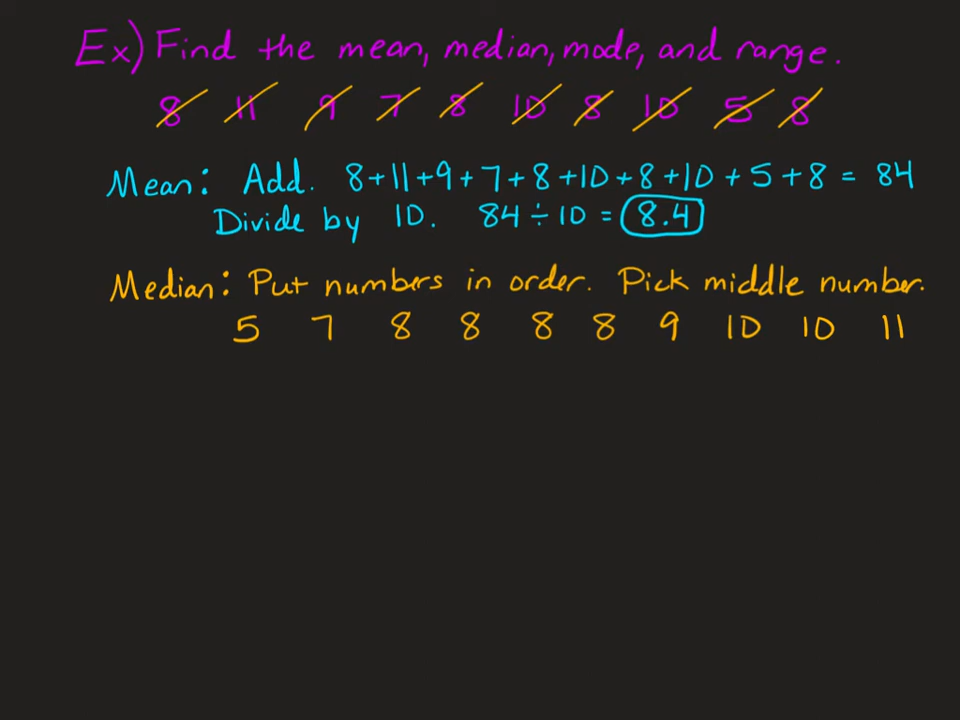 Ex) Find the mean, median, mode, and range.
8 11 9 7 8 10 8 10 5 8
Mean: Add. 8+11+9+7+8+10+8+10+5+8=84
Divide by 10. 84÷10=8.4
Median: Put numbers in order. Pick middle number.
5 7 8 8 8 8 9 10 10 11